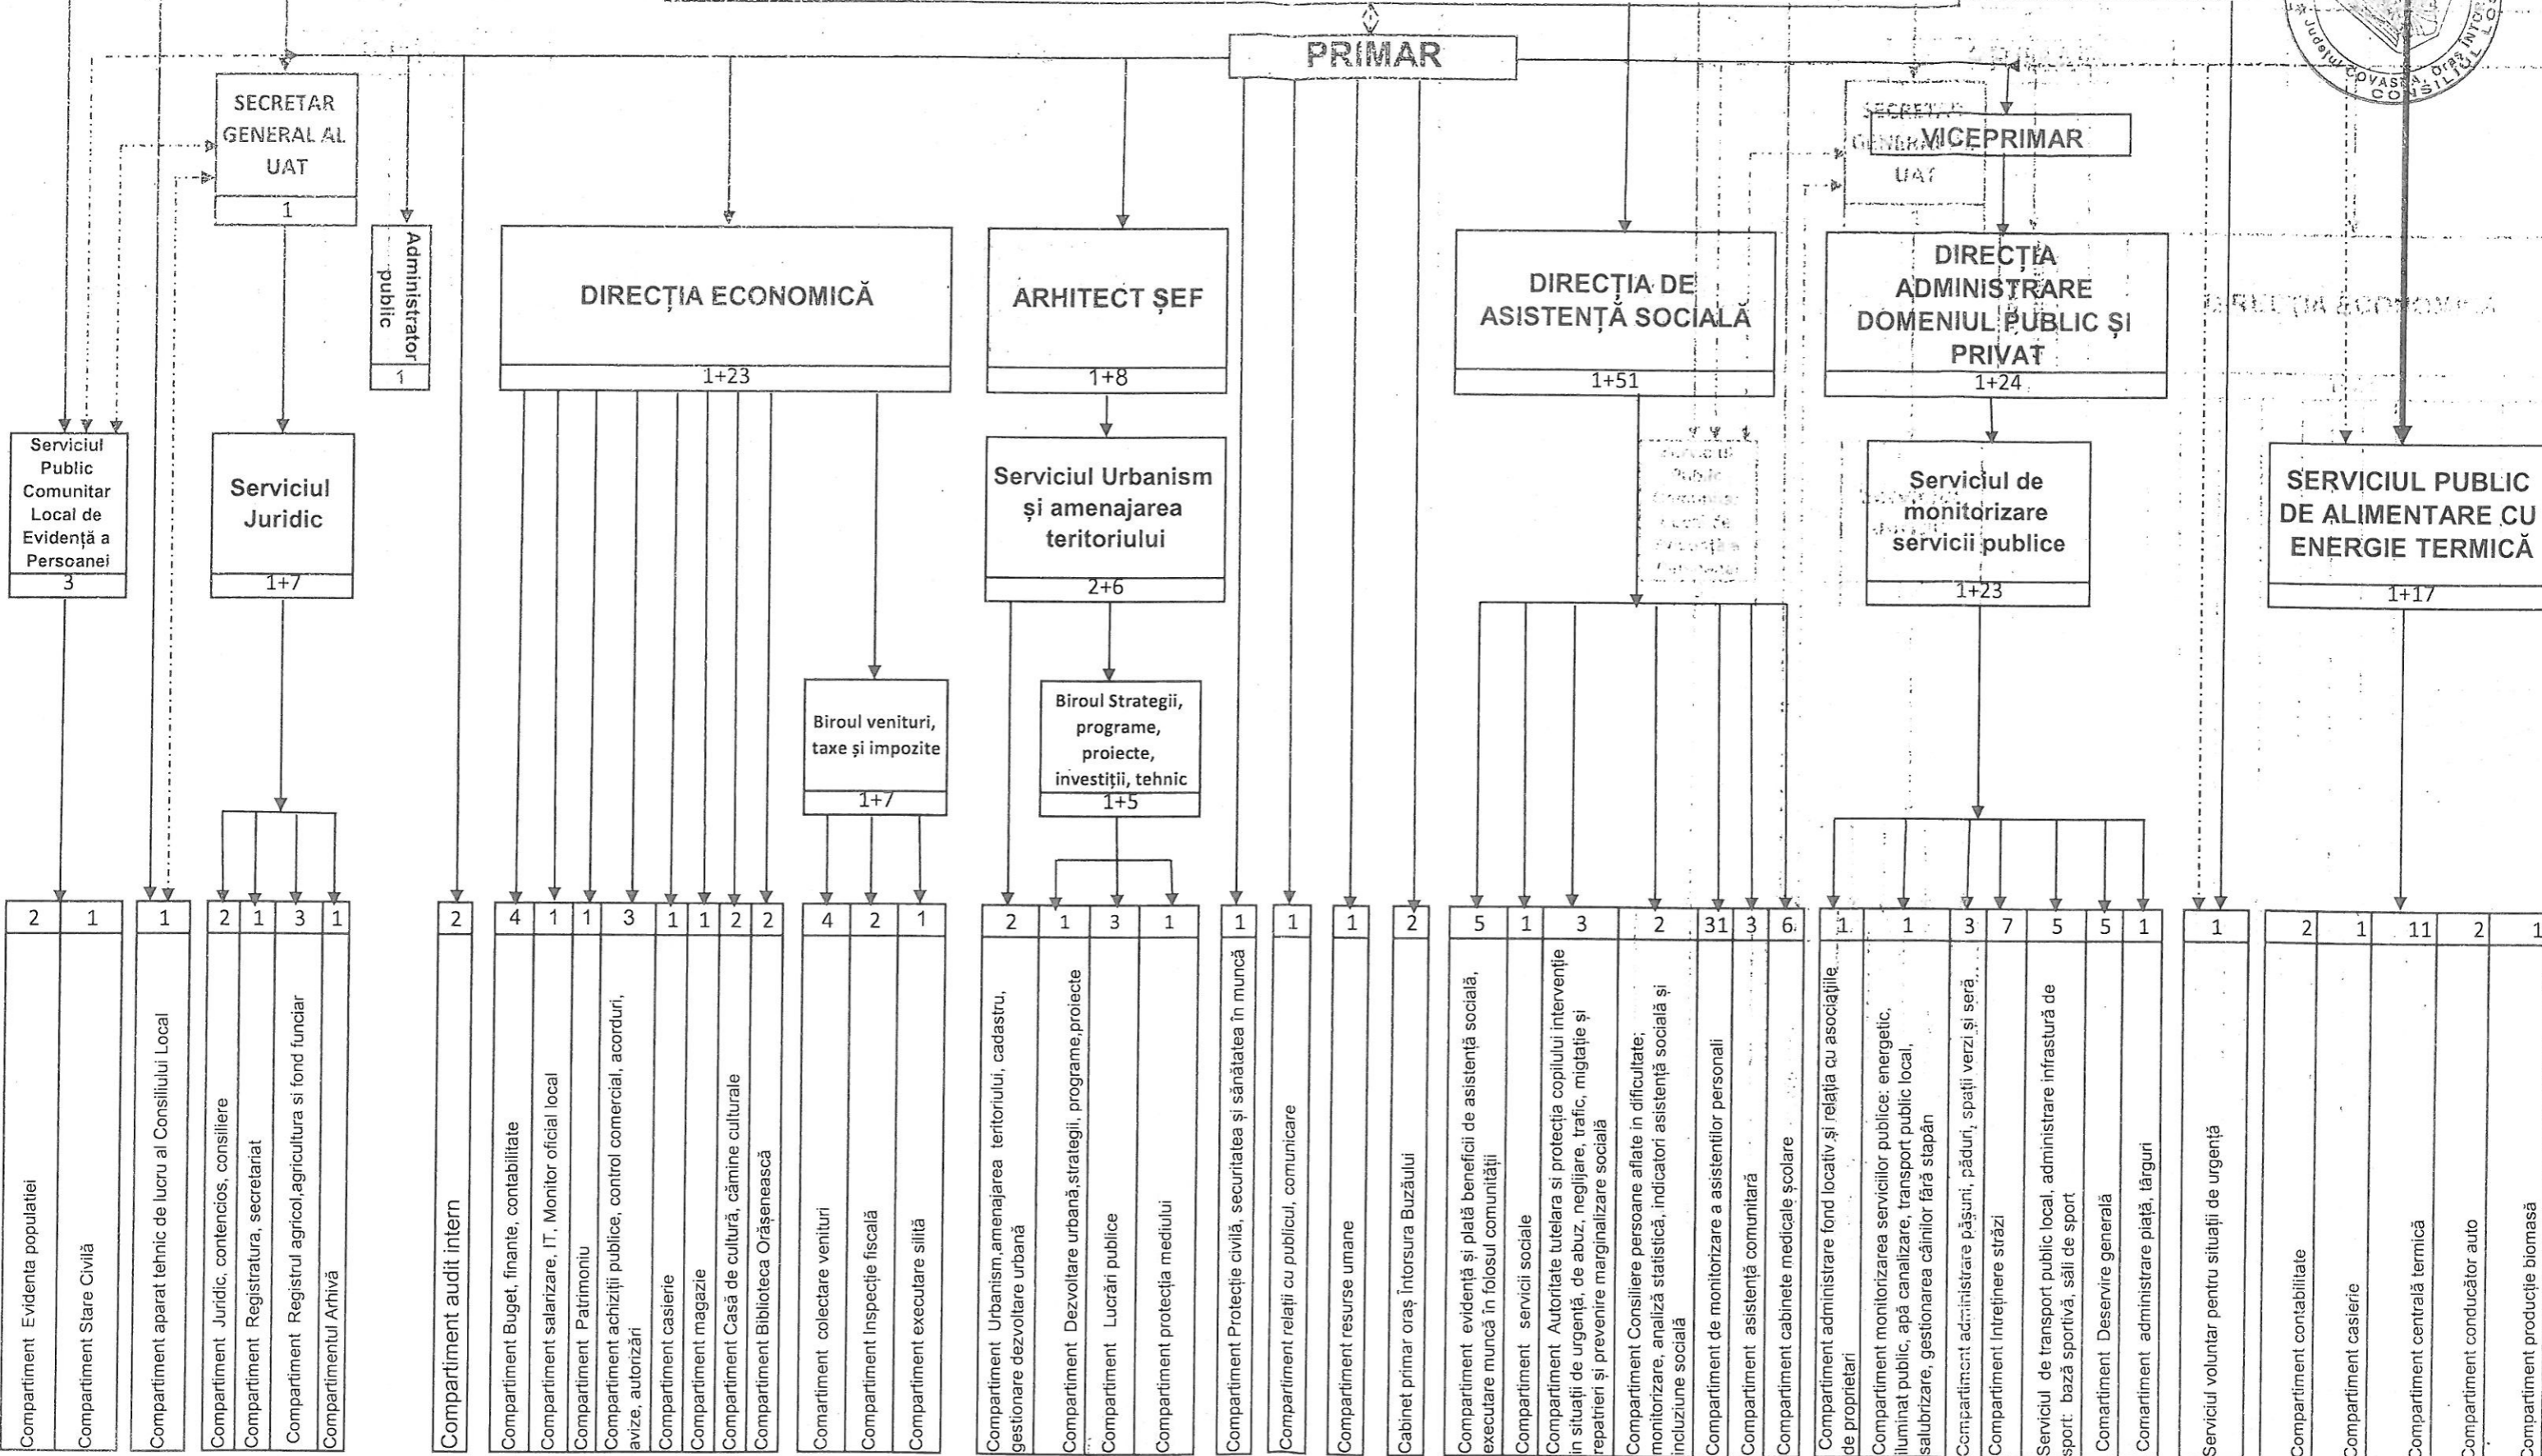 PRIMAR
Județul COVASNA, Oraș ÎNTO
CONSILIUL LO
SECRETAR
GENERAL AL
UAT
1
VICEPRIMAR
Administrator
public
1
DIRECȚIA ECONOMICĂ
1+23
ARHITECT ȘEF
1+8
DIRECȚIA DE
ASISTENȚĂ SOCIALĂ
1+51
DIRECȚIA
ADMINISTRARE
DOMENIUL PUBLIC ȘI
PRIVAT
1+24
Serviciul
Public
Comunitar
Local de
Evidență a
Persoanei
3
Serviciul
Juridic
1+7
Serviciul Urbanism
și amenajarea
teritoriului
2+6
Serviciul de
monitorizare
servicii publice
1+23
SERVICIUL PUBLIC
DE ALIMENTARE CU
ENERGIE TERMICĂ
1+17
Biroul venituri,
taxe și impozite
1+7
Biroul Strategii,
programe,
proiecte,
investiții, tehnic
1+5
2 1 1 2 1 3 1 2 4 1 1 3 1 1 2 2 4 2 1 2 1 3 1 1 1 1 2 5 1 3 2 31 3 6 1 1 3 7 5 5 1 1 2 1 11 2 1
Compartiment Evidenta populatiei
Compartiment Stare Civilă
Compartiment aparat tehnic de lucru al Consiliului Local
Compartiment Juridic, contencios, consiliere
Compartiment Registratura, secretariat
Compartiment Registrul agricol,agricultura si fond funciar
Compartimentul Arhivă
Compartiment audit intern
Compartiment Buget, finante, contabilitate
Compartiment salarizare, IT, Monitor oficial local
Compartiment Patrimoniu
Compartiment achiziții publice, control comercial, acorduri,
avize, autorizări
Compartiment casierie
Compartiment magazie
Compartiment Casă de cultură, cămine culturale
Compartiment Biblioteca Orășenească
Comartiment colectare venituri
Compartiment Inspecție fiscală
Compartiment executare silită
Compartiment Urbanism,amenajarea teritoriului, cadastru,
gestionare dezvoltare urbană
Compartiment Dezvoltare urbană,strategii, programe,proiecte
Compartiment Lucrări publice
Compartiment protecția mediului
Compartiment Protecție civilă, securitatea și sănătatea în muncă
Compartiment relații cu publicul, comunicare
Compartiment resurse umane
Cabinet primar oraș Întorsura Buzăului
Compartiment evidență și plată beneficii de asistență socială,
executare muncă în folosul comunității
Compartiment servicii sociale
Compartiment Autoritate tutelara si protecția copilului intervenție
in situații de urgență, de abuz, neglijare, trafic, migtație și
repatrieri și prevenire marginalizare socială
Compartiment Consiliere persoane aflate in dificultate;
monitorizare, analiză statistică, indicatori asistență socială și
incluziune socială
Compartiment de monitorizare a asistentilor personali
Compartiment asistență comunitară
Compartiment cabinete medicale școlare
Compartiment administrare fond locativ și relația cu asociațiile
de proprietari
Compartiment monitorizarea serviciilor publice: energetic,
iluminat public, apă canalizare, transport public local,
salubrizare, gestionarea câinilor fără stapân
Compartiment administrare pășuni, păduri, spații verzi și seră
Compartiment Intreținere străzi
Serviciul de transport public local, administrare infrastură de
sport: bază sportivă, săli de sport
Comartiment Deservire generală
Comartiment administrare piață, târguri
Serviciul voluntar pentru situații de urgență
Compartiment contabilitate
Compartiment casierie
Compartiment centrală termică
Compartiment conducător auto
Compartiment producție biomasă